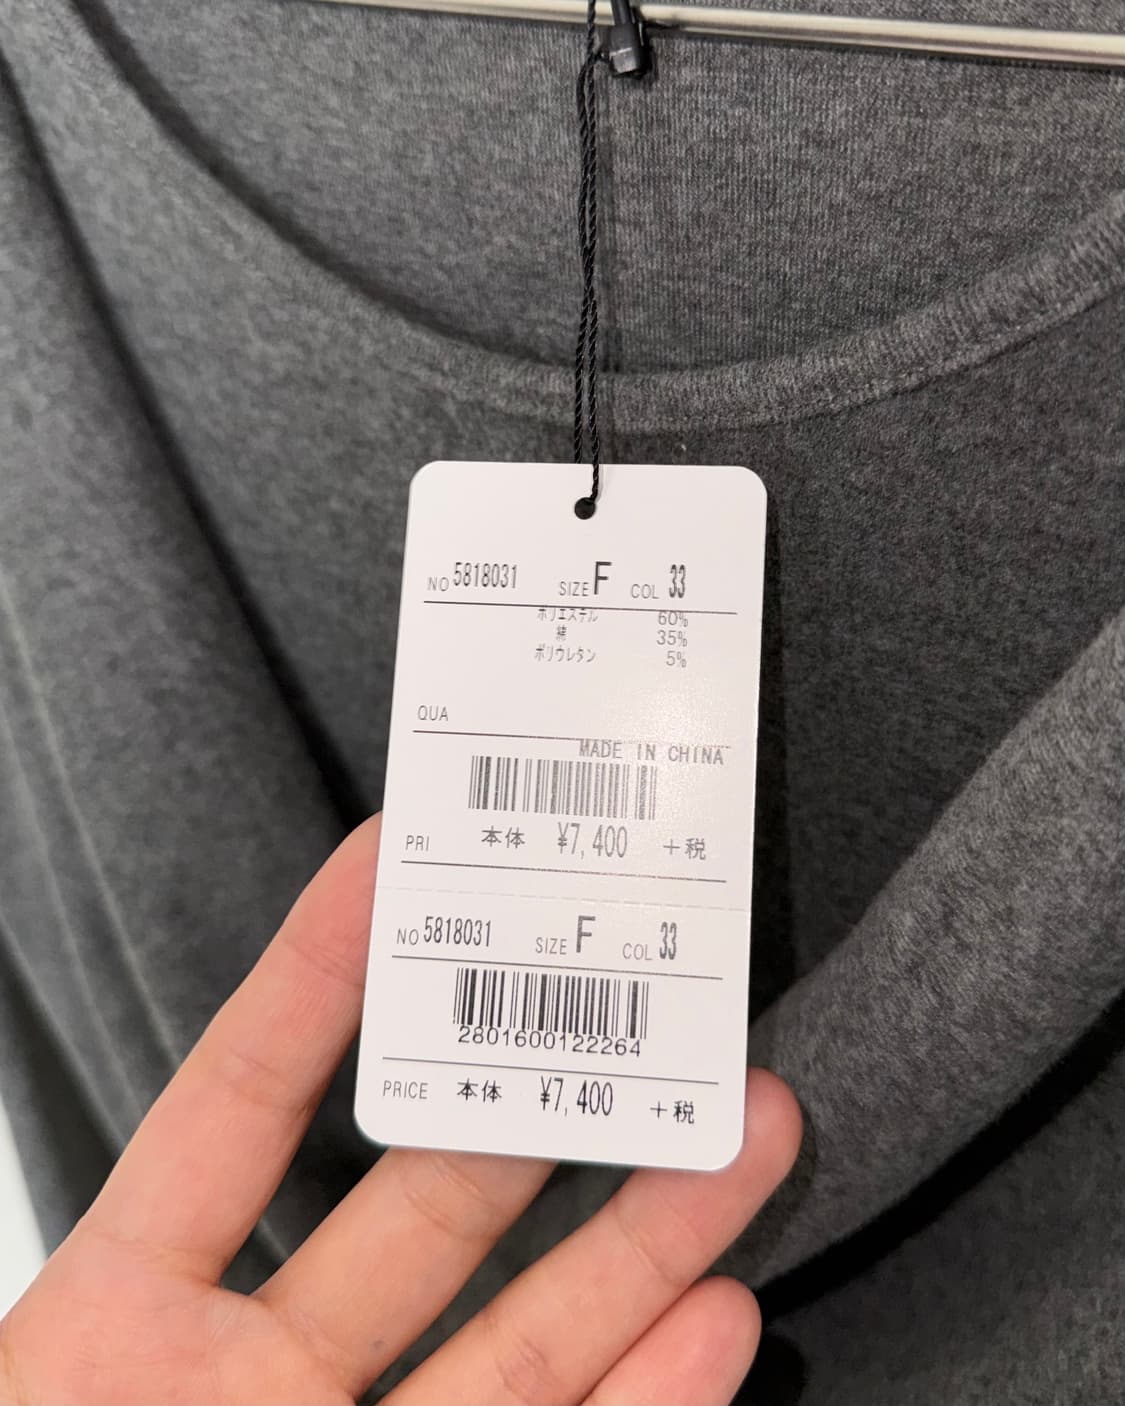 NO 5818031 SIZE F COL 33
ポリエステル 60%
綿 35%
ポリウレタン 5%
QUA
MADE IN CHINA
PRI 本体 ¥7,400 +税
NO 5818031 SIZE F COL 33
2801600122264
PRICE 本体 ¥7,400 +税